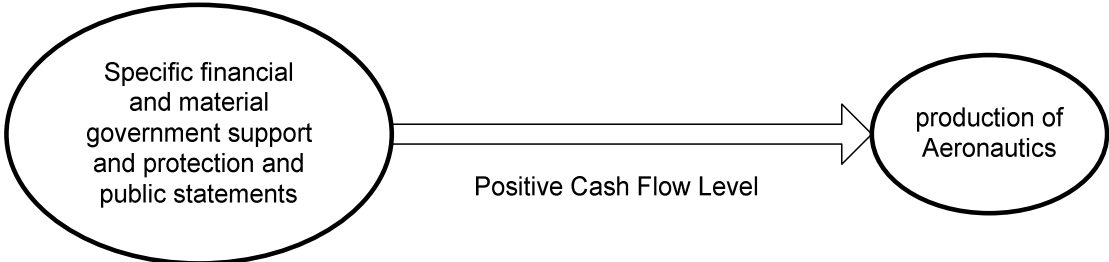 Specific financial
and material
government support
and protection and
public statements
Positive Cash Flow Level
production of
Aeronautics